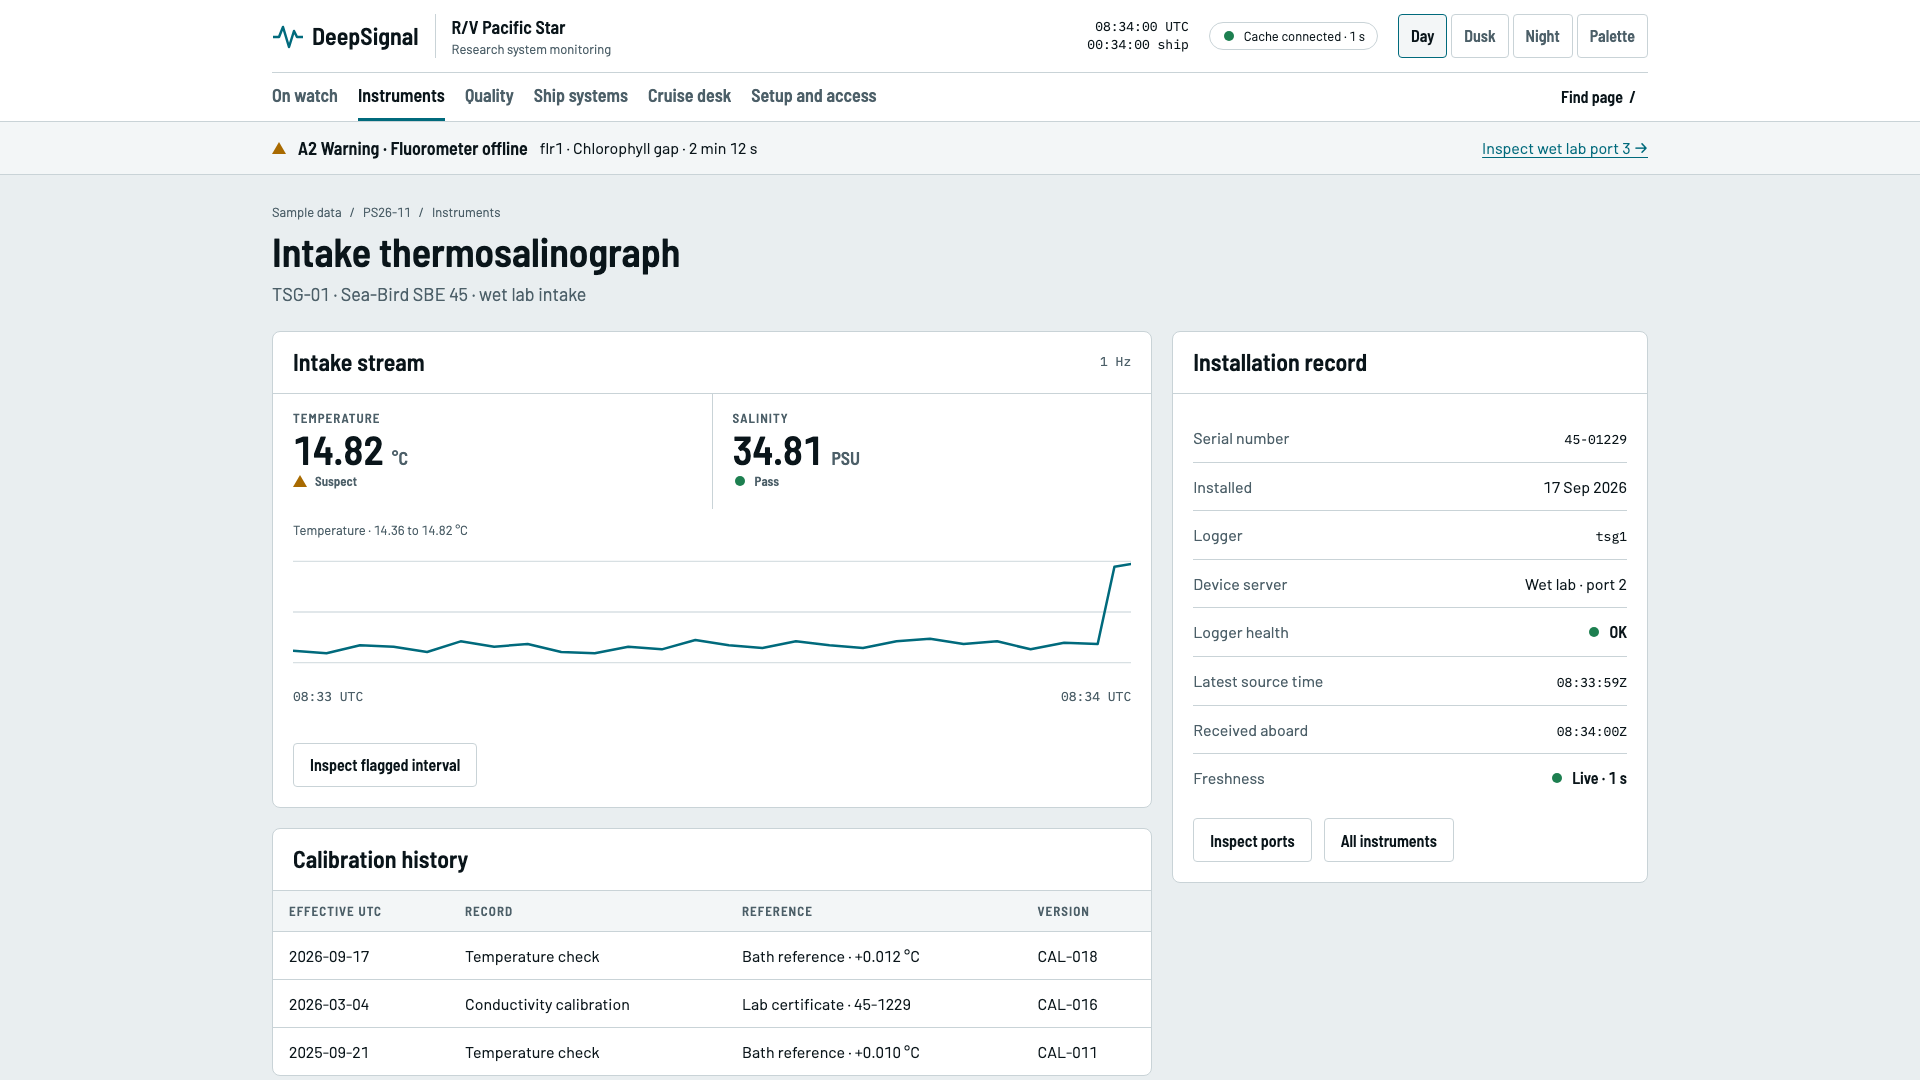 DeepSignal
R/V Pacific Star
Research system monitoring
08:34:00 UTC
00:34:00 ship
Cache connected · 1 s
Day
Dusk
Night
Palette
On watch
Instruments
Quality
Ship systems
Cruise desk
Setup and access
Find page /
A2 Warning · Fluorometer offline
flr1 · Chlorophyll gap · 2 min 12 s
Inspect wet lab port 3 →
Sample data / PS26-11 / Instruments
Intake thermosalinograph
TSG-01 · Sea-Bird SBE 45 · wet lab intake
Intake stream
1 Hz
TEMPERATURE
14.82 °C
Suspect
SALINITY
34.81 PSU
Pass
Temperature · 14.36 to 14.82 °C
08:33 UTC
08:34 UTC
Inspect flagged interval
Installation record
Serial number 45-01229
Installed 17 Sep 2026
Logger tsg1
Device server Wet lab · port 2
Logger health OK
Latest source time 08:33:59Z
Received aboard 08:34:00Z
Freshness Live · 1 s
Inspect ports
All instruments
Calibration history
EFFECTIVE UTC RECORD REFERENCE VERSION
2026-09-17 Temperature check Bath reference · +0.012 °C CAL-018
2026-03-04 Conductivity calibration Lab certificate · 45-1229 CAL-016
2025-09-21 Temperature check Bath reference · +0.010 °C CAL-011